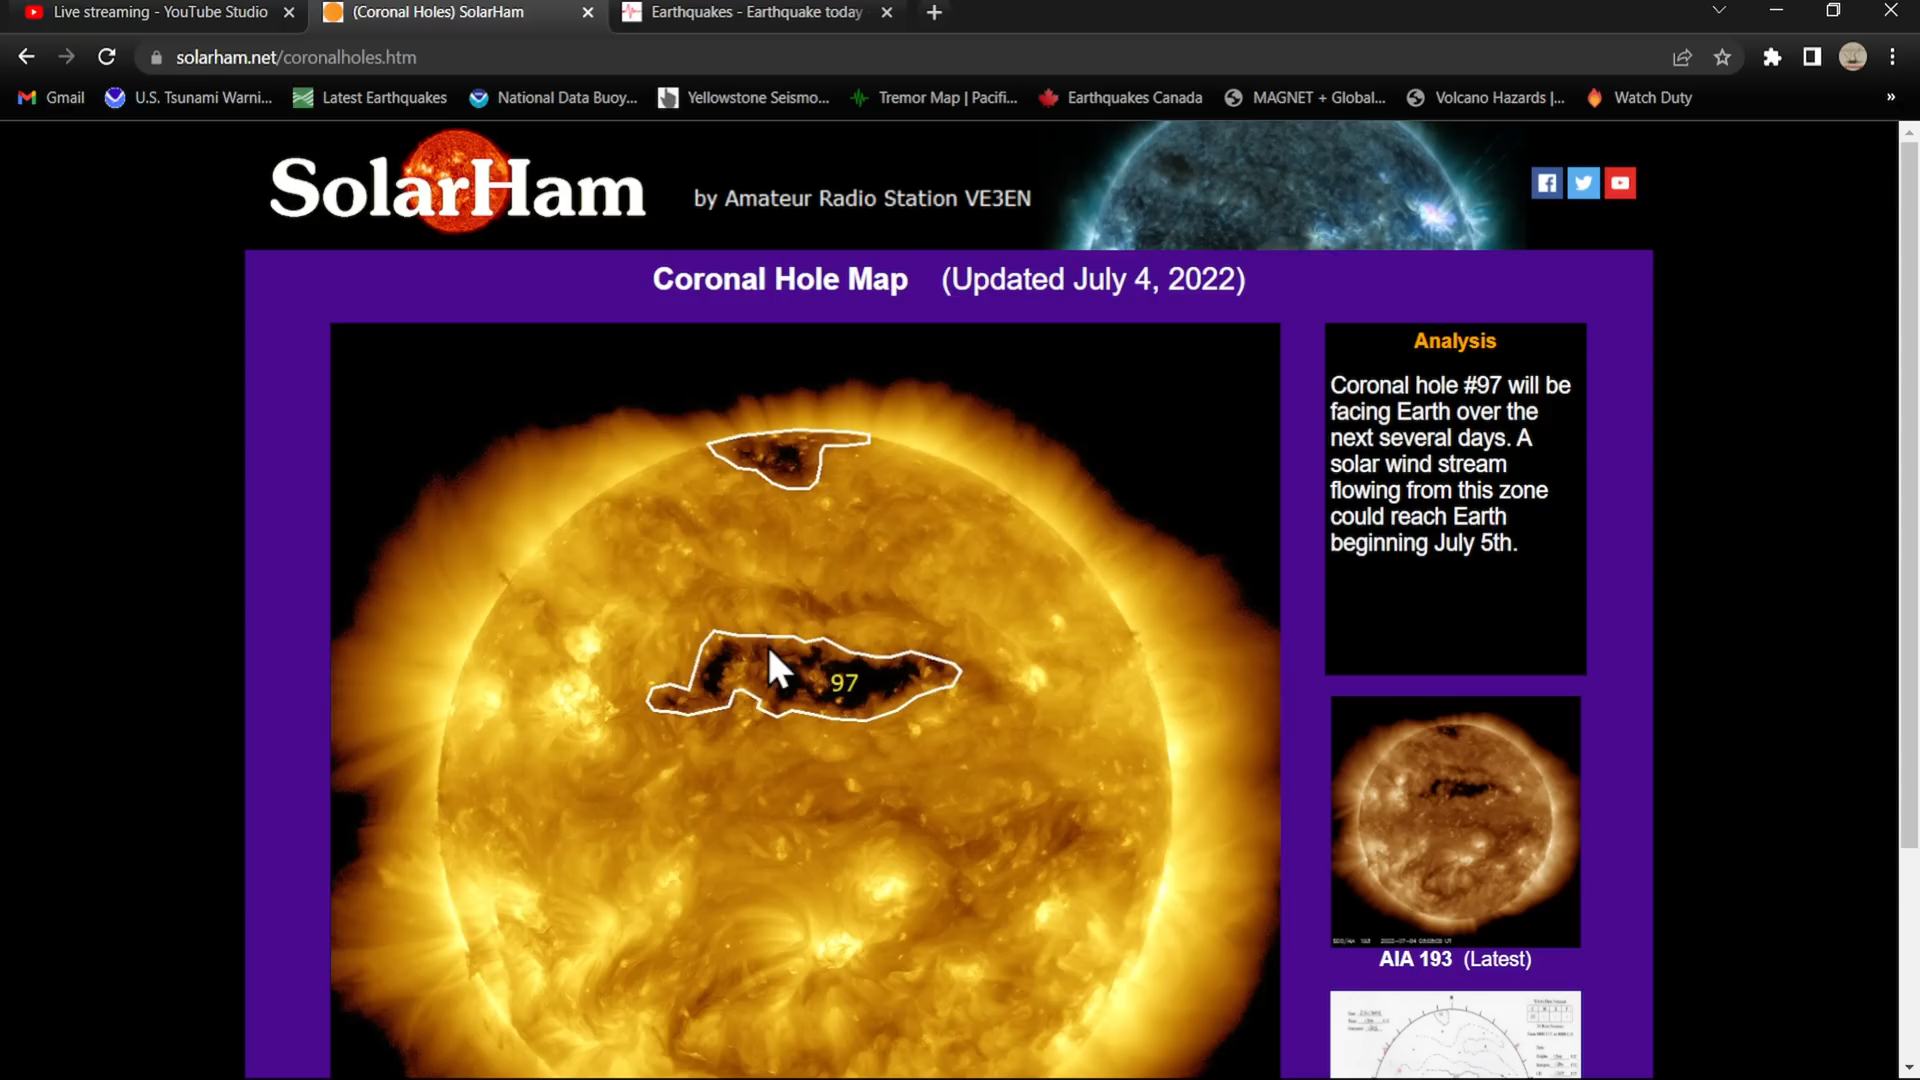 Live streaming - YouTube Studio
(Coronal Holes) SolarHam
Earthquakes - Earthquake today
solarham.net/coronalholes.htm
Gmail
U.S. Tsunami Warni...
Latest Earthquakes
National Data Buoy...
Yellowstone Seismo...
Tremor Map | Pacifi...
Earthquakes Canada
MAGNET + Global...
Volcano Hazards |...
Watch Duty
»
SolarHam
by Amateur Radio Station VE3EN
Coronal Hole Map (Updated July 4, 2022)
97
Analysis
Coronal hole #97 will be
facing Earth over the
next several days. A
solar wind stream
flowing from this zone
could reach Earth
beginning July 5th.
AIA 193 (Latest)